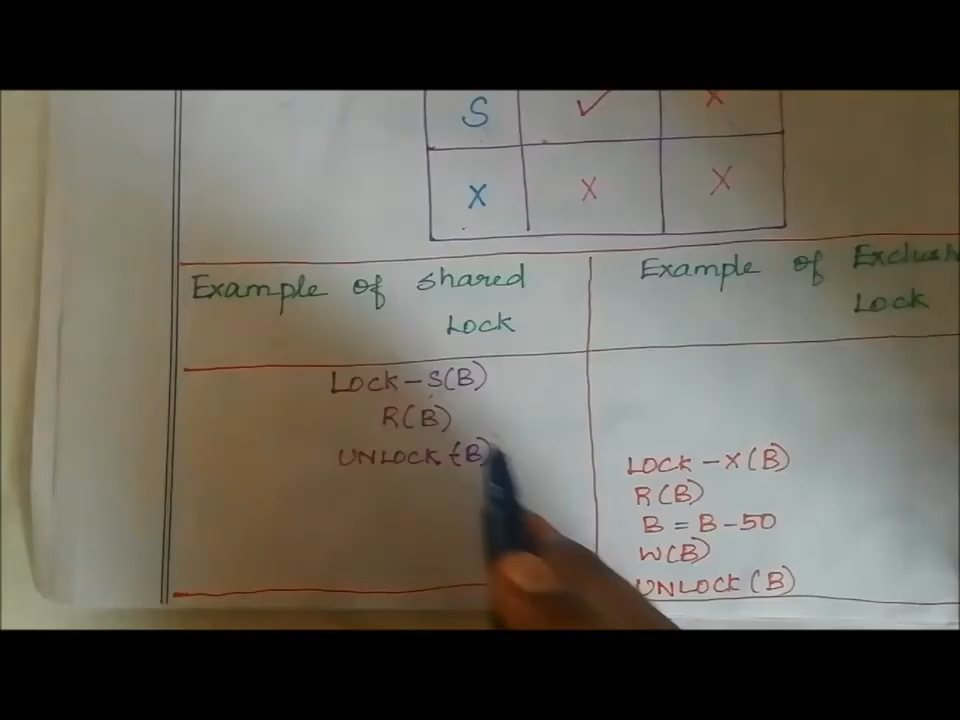 S ✓ X
X X X
Example of shared
Lock
Example of
Lock
LOCK-S(B)
R(B)
UNLOCK(B)
LOCK-X(B)
R(B)
B = B-50
W(B)
UNLOCK(B)